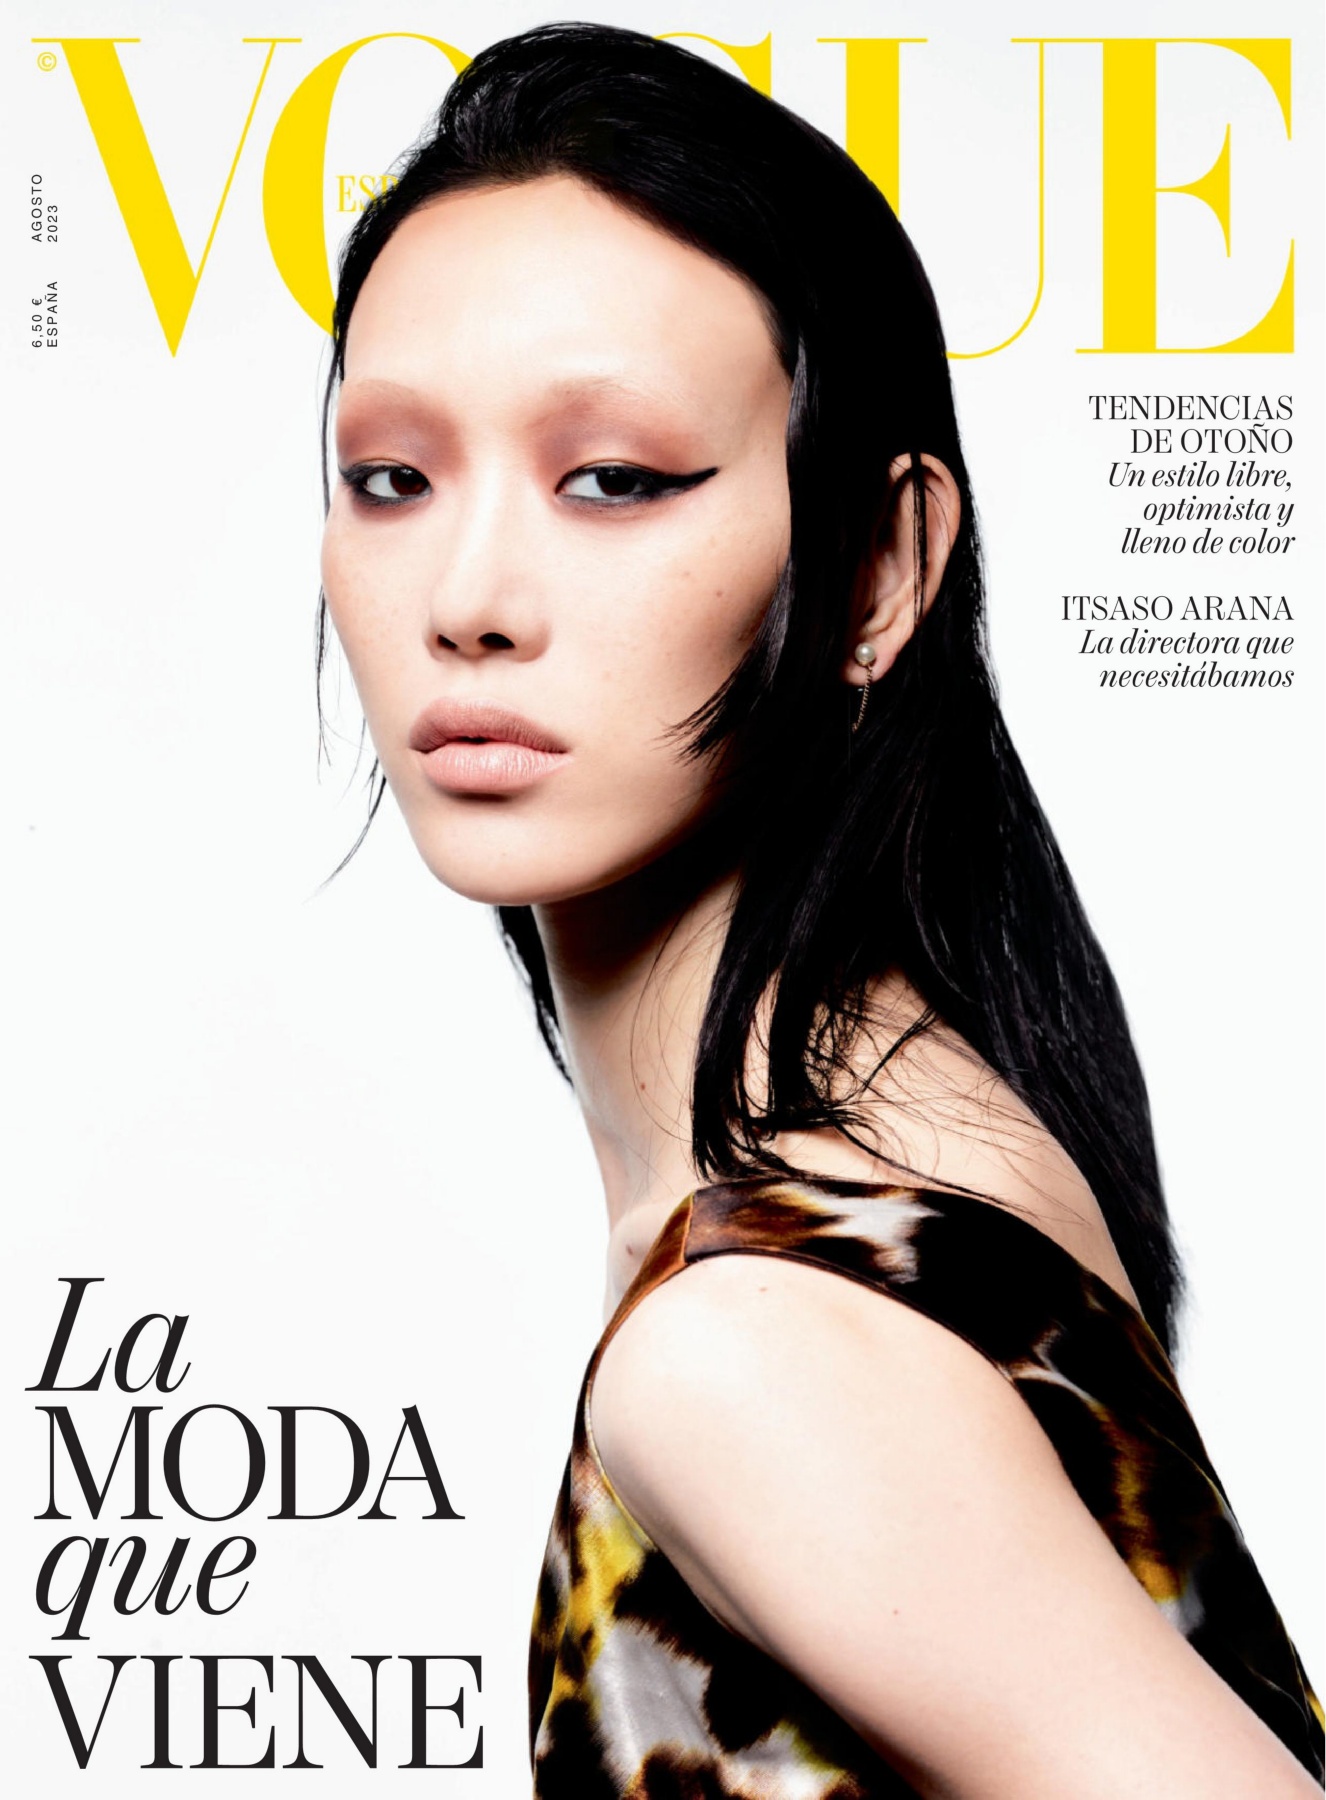 VOGUE
©
ESP
AGOSTO
2023
6,50 €
ESPAÑA
TENDENCIAS
DE OTOÑO
Un estilo libre,
optimista y
lleno de color
ITSASO ARANA
La directora que
necesitábamos
La
MODA
que
VIENE